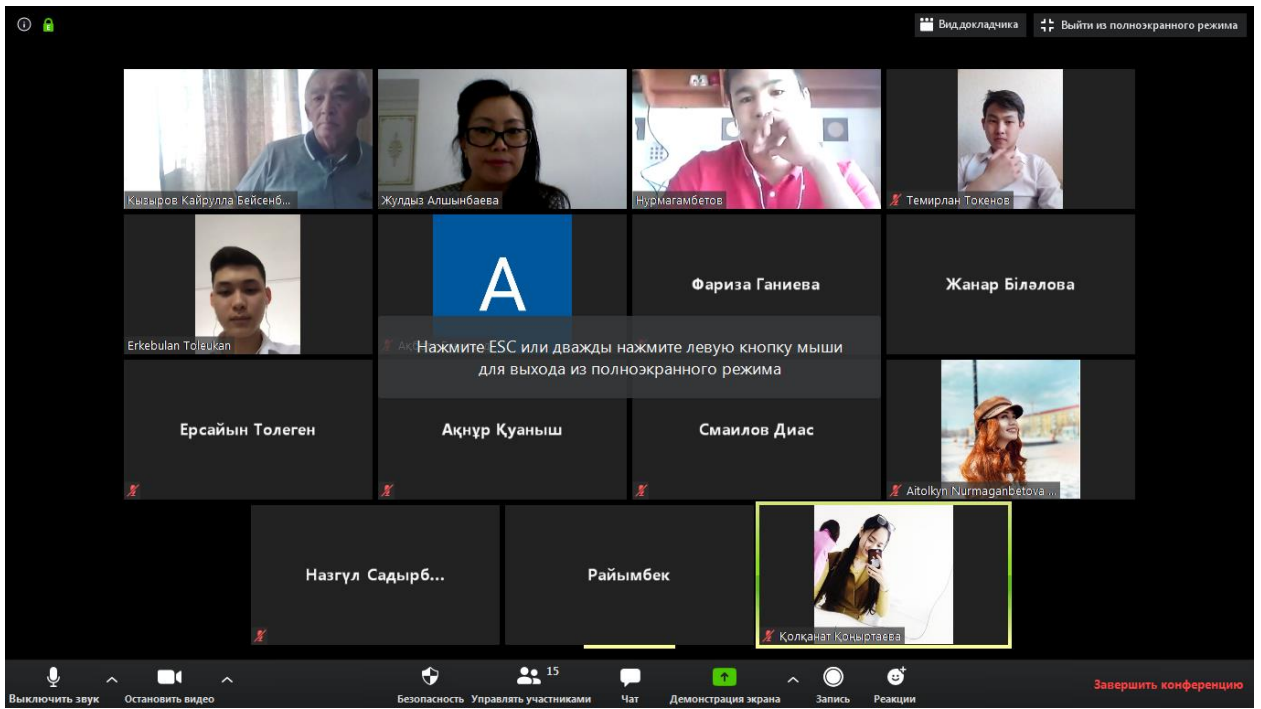 Вид докладчика
Выйти из полноэкранного режима
Кызыров Кайрулла Бейсенб...
Жулдыз Алшынбаева
Нурмагамбетов
Темирлан Токенов
Erkebulan Toleukan
A
Фариза Ганиева
Жанар Біләлова
Нажмите ESC или дважды нажмите левую кнопку мыши
для выхода из полноэкранного режима
Ерсайын Толеген
Ақнұр Қуаныш
Смаилов Диас
Aitolkyn Nurmaganbetova ...
Назгүл Садырб...
Райымбек
Қолқанат Қоңыртаева
15
Выключить звук
Остановить видео
Безопасность
Управлять участниками
Чат
Демонстрация экрана
Запись
Реакции
Завершить конференцию